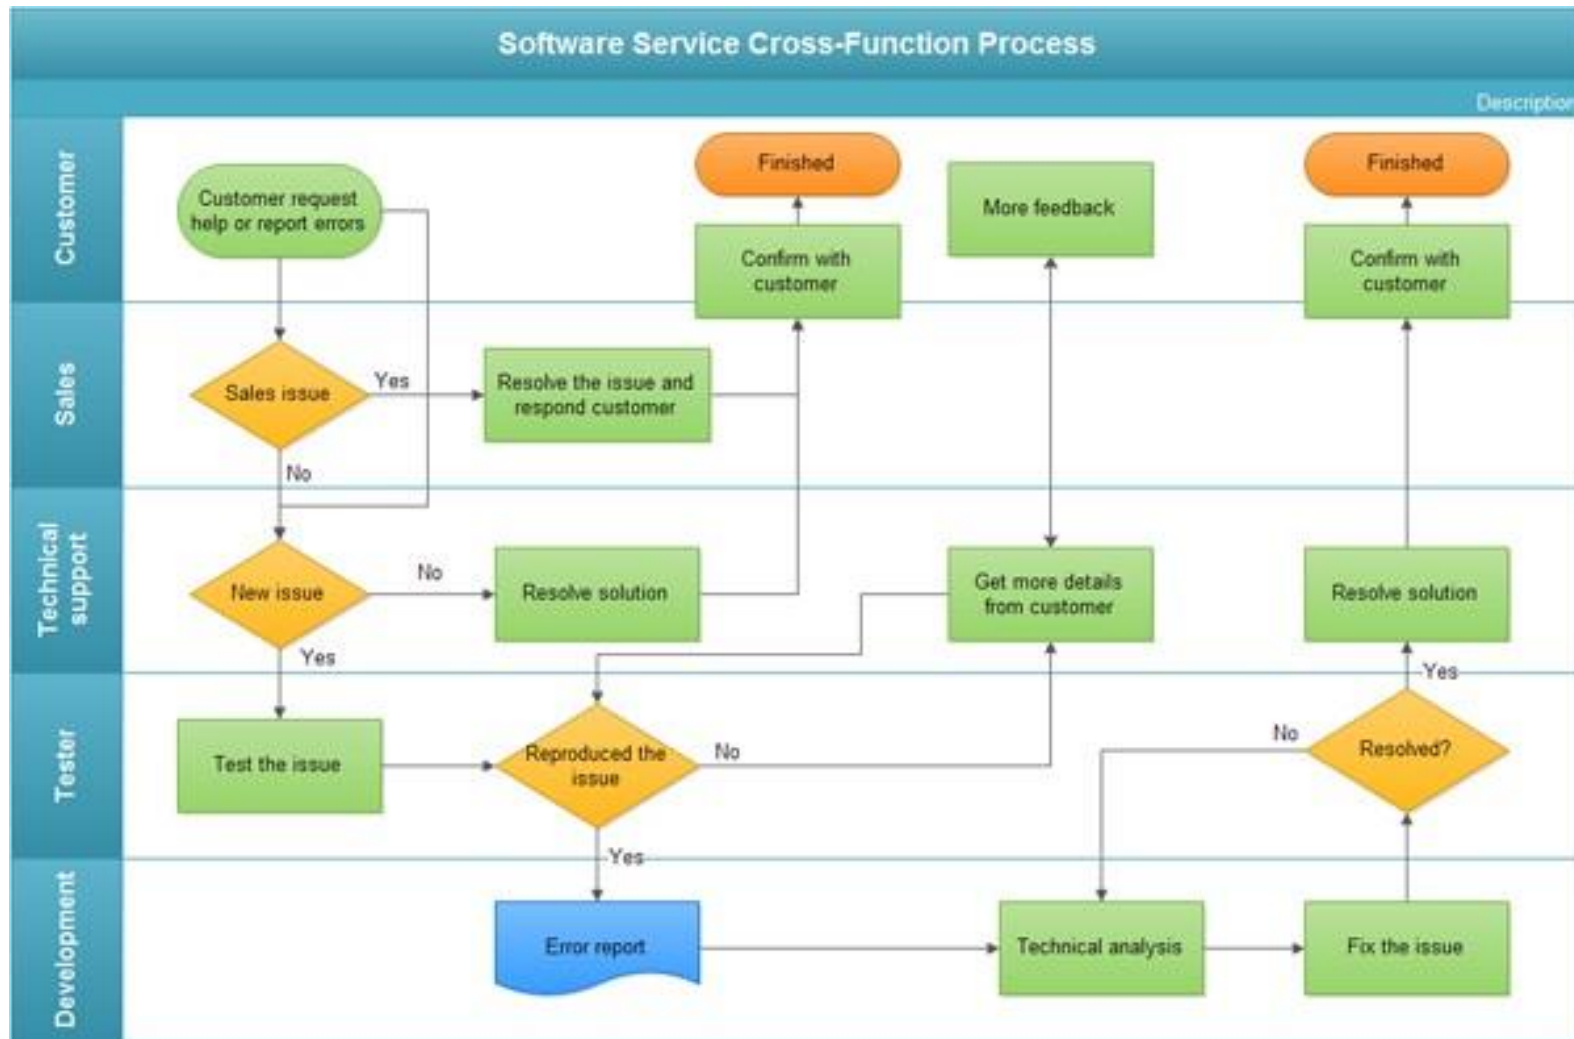 Software Service Cross-Function Process
Description
Customer
Customer request
help or report errors
Finished
Confirm with
customer
More feedback
Finished
Confirm with
customer
Sales
Sales issue
Yes
Resolve the issue and
respond customer
No
Technical
support
New issue
No
Resolve solution
Get more details
from customer
Resolve solution
Yes
Yes
Tester
Test the issue
Reproduced the
issue
No
No
Resolved?
Yes
Development
Error report
Technical analysis
Fix the issue